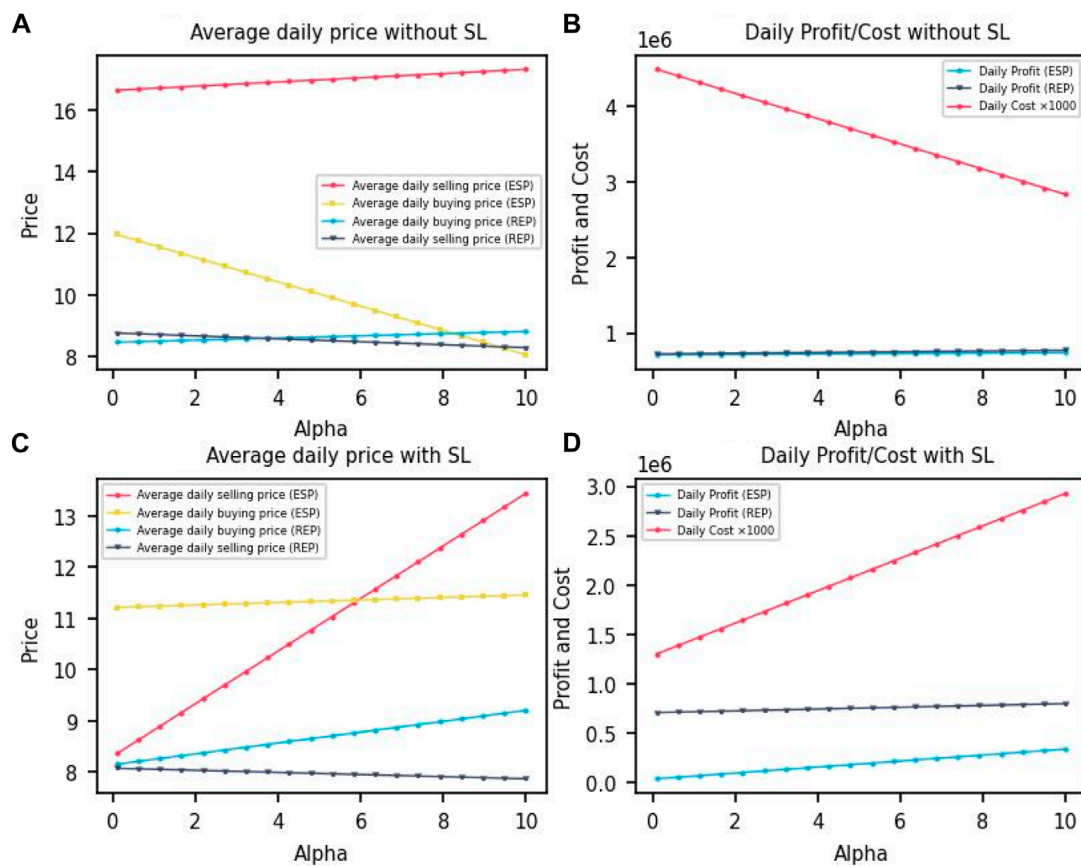 A
Average daily price without SL
Price
16
14
12
10
8
Average daily selling price (ESP)
Average daily buying price (ESP)
Average daily buying price (REP)
Average daily selling price (REP)
0 2 4 6 8 10
Alpha
B
Daily Profit/Cost without SL
1e6
Profit and Cost
4
3
2
1
Daily Profit (ESP)
Daily Profit (REP)
Daily Cost ×1000
0 2 4 6 8 10
Alpha
C
Average daily price with SL
Price
13
12
11
10
9
8
Average daily selling price (ESP)
Average daily buying price (ESP)
Average daily buying price (REP)
Average daily selling price (REP)
0 2 4 6 8 10
Alpha
D
Daily Profit/Cost with SL
1e6
Profit and Cost
3.0
2.5
2.0
1.5
1.0
0.5
0.0
Daily Profit (ESP)
Daily Profit (REP)
Daily Cost ×1000
0 2 4 6 8 10
Alpha